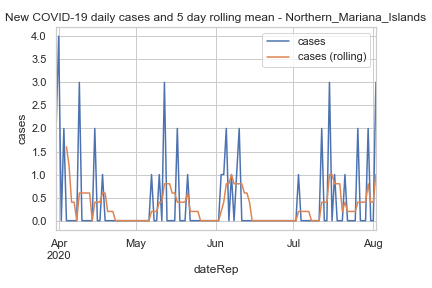 New COVID-19 daily cases and 5 day rolling mean - Northern_Mariana_Islands
cases
cases (rolling)
4.0
3.5
3.0
2.5
2.0
1.5
1.0
0.5
0.0
cases
Apr
2020
May
Jun
Jul
Aug
dateRep